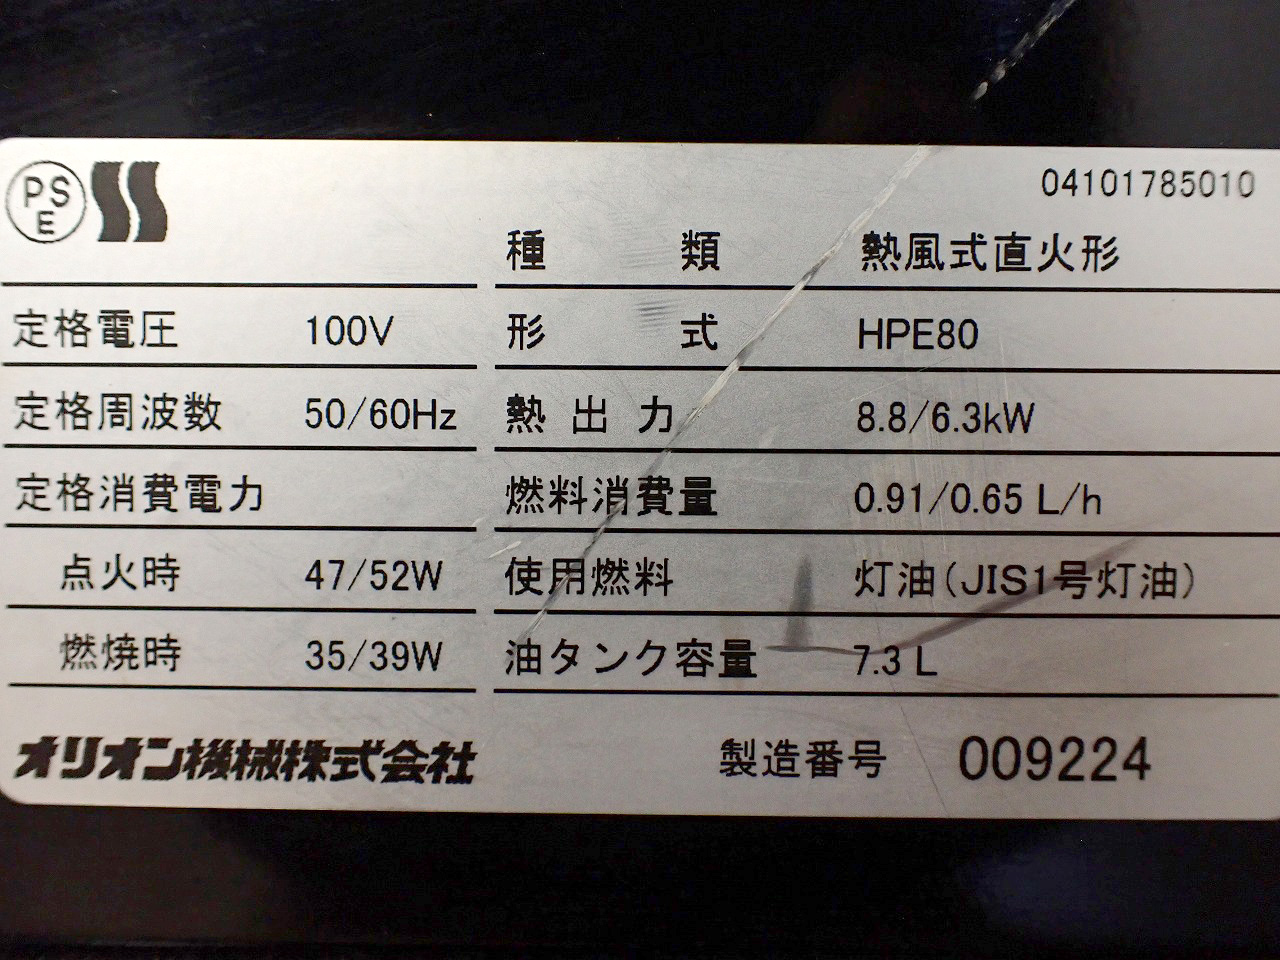 PS
E
04101785010
種類 熱風式直火形
定格電圧 100V 形式 HPE80
定格周波数 50/60Hz 熱出力 8.8/6.3kW
定格消費電力 燃料消費量 0.91/0.65 L/h
点火時 47/52W 使用燃料 灯油(JIS1号灯油)
燃焼時 35/39W 油タンク容量 7.3 L
オリオン機械株式会社 製造番号 009224